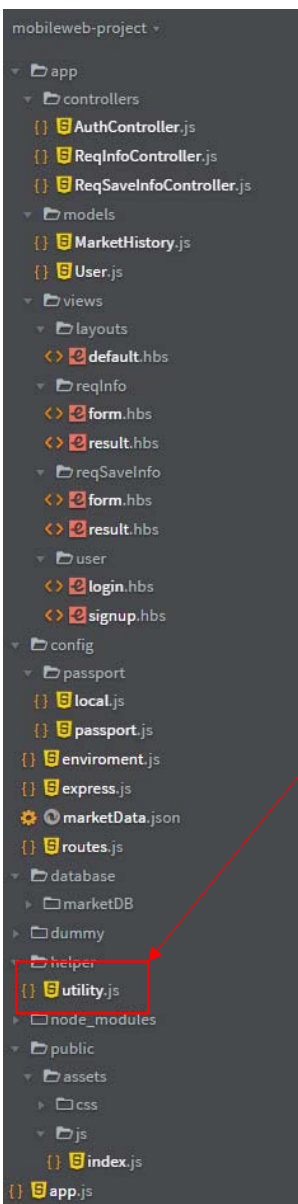 mobileweb-project
app
controllers
AuthController.js
ReqInfoController.js
ReqSaveInfoController.js
models
MarketHistory.js
User.js
views
layouts
default.hbs
reqInfo
form.hbs
result.hbs
reqSaveInfo
form.hbs
result.hbs
user
login.hbs
signup.hbs
config
passport
local.js
passport.js
enviroment.js
express.js
marketData.json
routes.js
database
marketDB
dummy
helper
utility.js
node_modules
public
assets
css
js
index.js
app.js